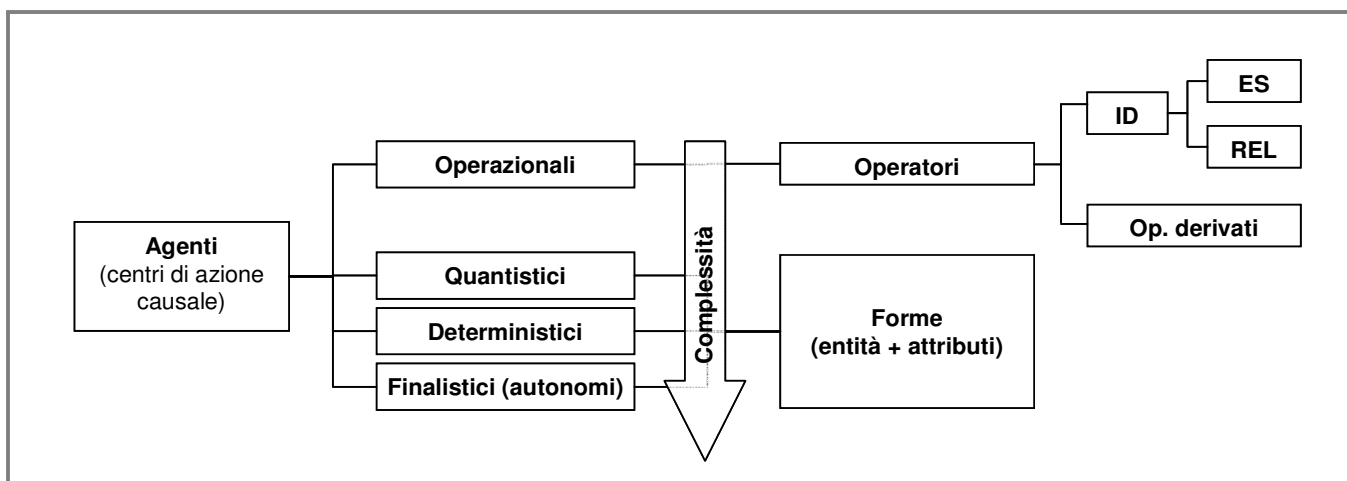 Agenti
(centri di azione
causale)
Operazionali
Quantistici
Deterministici
Finalistici (autonomi)
Complessità
Operatori
Forme
(entità + attributi)
ID
ES
REL
Op. derivati